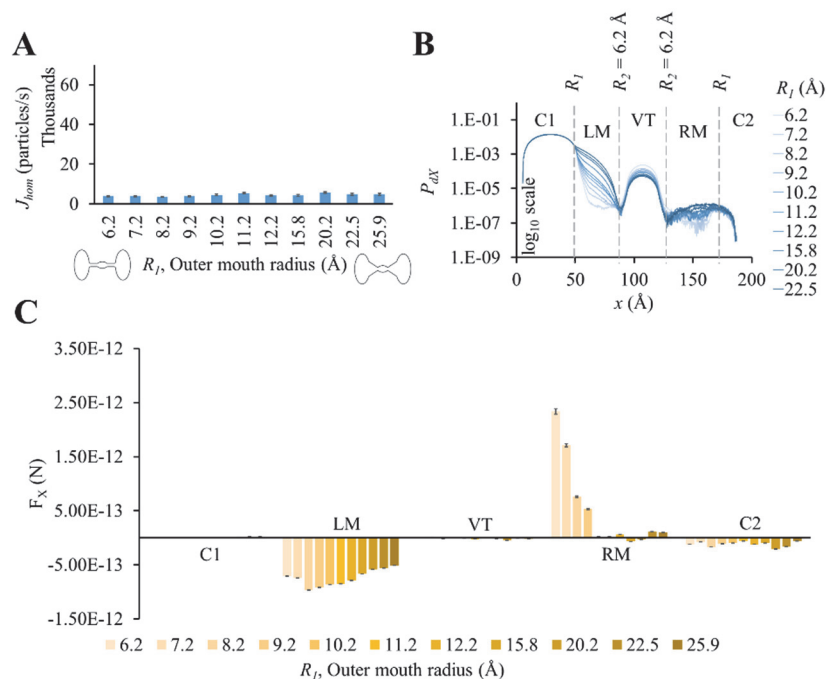 A
J_hom (particles/s)
Thousands
60
40
20
0
6.2
7.2
8.2
9.2
10.2
11.2
12.2
15.8
20.2
22.5
25.9
R_1, Outer mouth radius (Å)
B
R_1
R_2 = 6.2 Å
R_2 = 6.2 Å
R_1
R_1 (Å)
C1 LM VT RM C2
P_dX
log_10 scale
1.E-01
1.E-03
1.E-05
1.E-07
1.E-09
0 50 100 150 200
x (Å)
6.2
7.2
8.2
9.2
10.2
11.2
12.2
15.8
20.2
22.5
C
F_X (N)
3.50E-12
2.50E-12
1.50E-12
5.00E-13
-5.00E-13
-1.50E-12
C1 LM VT RM C2
6.2 7.2 8.2 9.2 10.2 11.2 12.2 15.8 20.2 22.5 25.9
R_1, Outer mouth radius (Å)